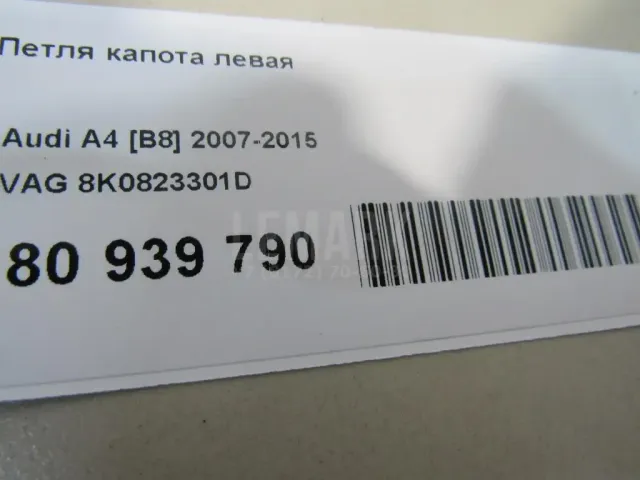 Петля капота левая
Audi A4 [B8] 2007-2015
VAG 8K0823301D
80 939 790